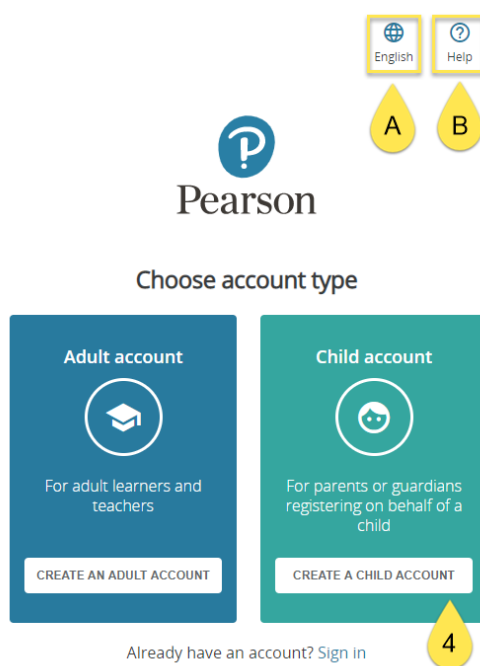 English Help
A B
Pearson
Choose account type
Adult account
For adult learners and
teachers
CREATE AN ADULT ACCOUNT
Child account
For parents or guardians
registering on behalf of a
child
CREATE A CHILD ACCOUNT
4
Already have an account? Sign in